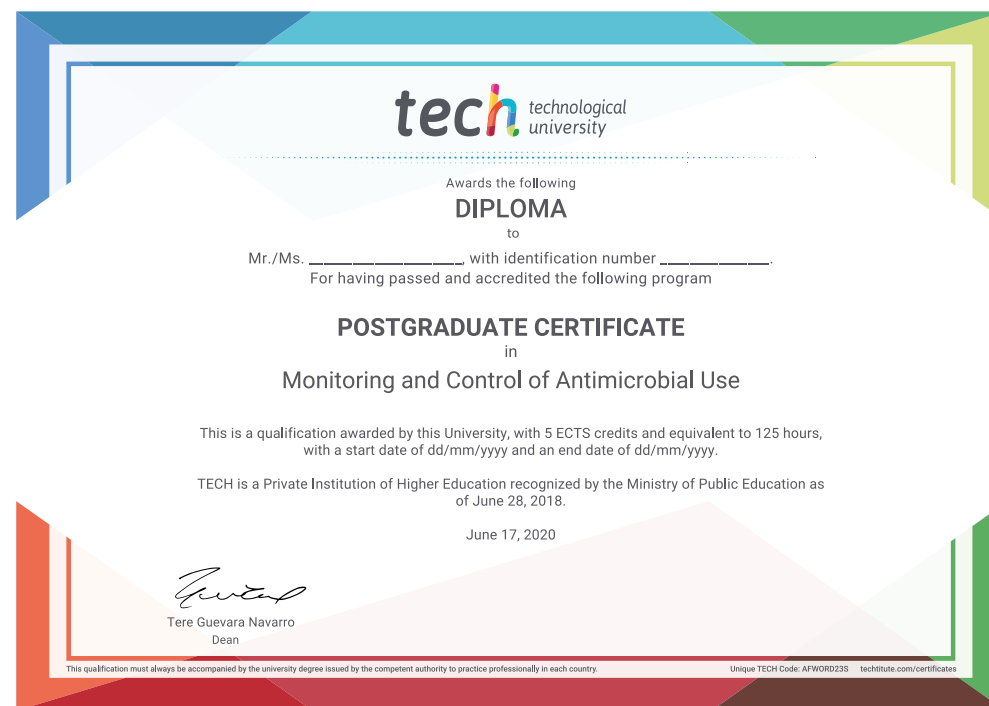 tech technological
university
Awards the following
DIPLOMA
to
Mr./Ms. ____________________, with identification number ______________.
For having passed and accredited the following program
POSTGRADUATE CERTIFICATE
in
Monitoring and Control of Antimicrobial Use
This is a qualification awarded by this University, with 5 ECTS credits and equivalent to 125 hours,
with a start date of dd/mm/yyyy and an end date of dd/mm/yyyy.
TECH is a Private Institution of Higher Education recognized by the Ministry of Public Education as
of June 28, 2018.
June 17, 2020
Tere Guevara Navarro
Dean
This qualification must always be accompanied by the university degree issued by the competent authority to practice professionally in each country.
Unique TECH Code: AFWORD23S techtitute.com/certificates